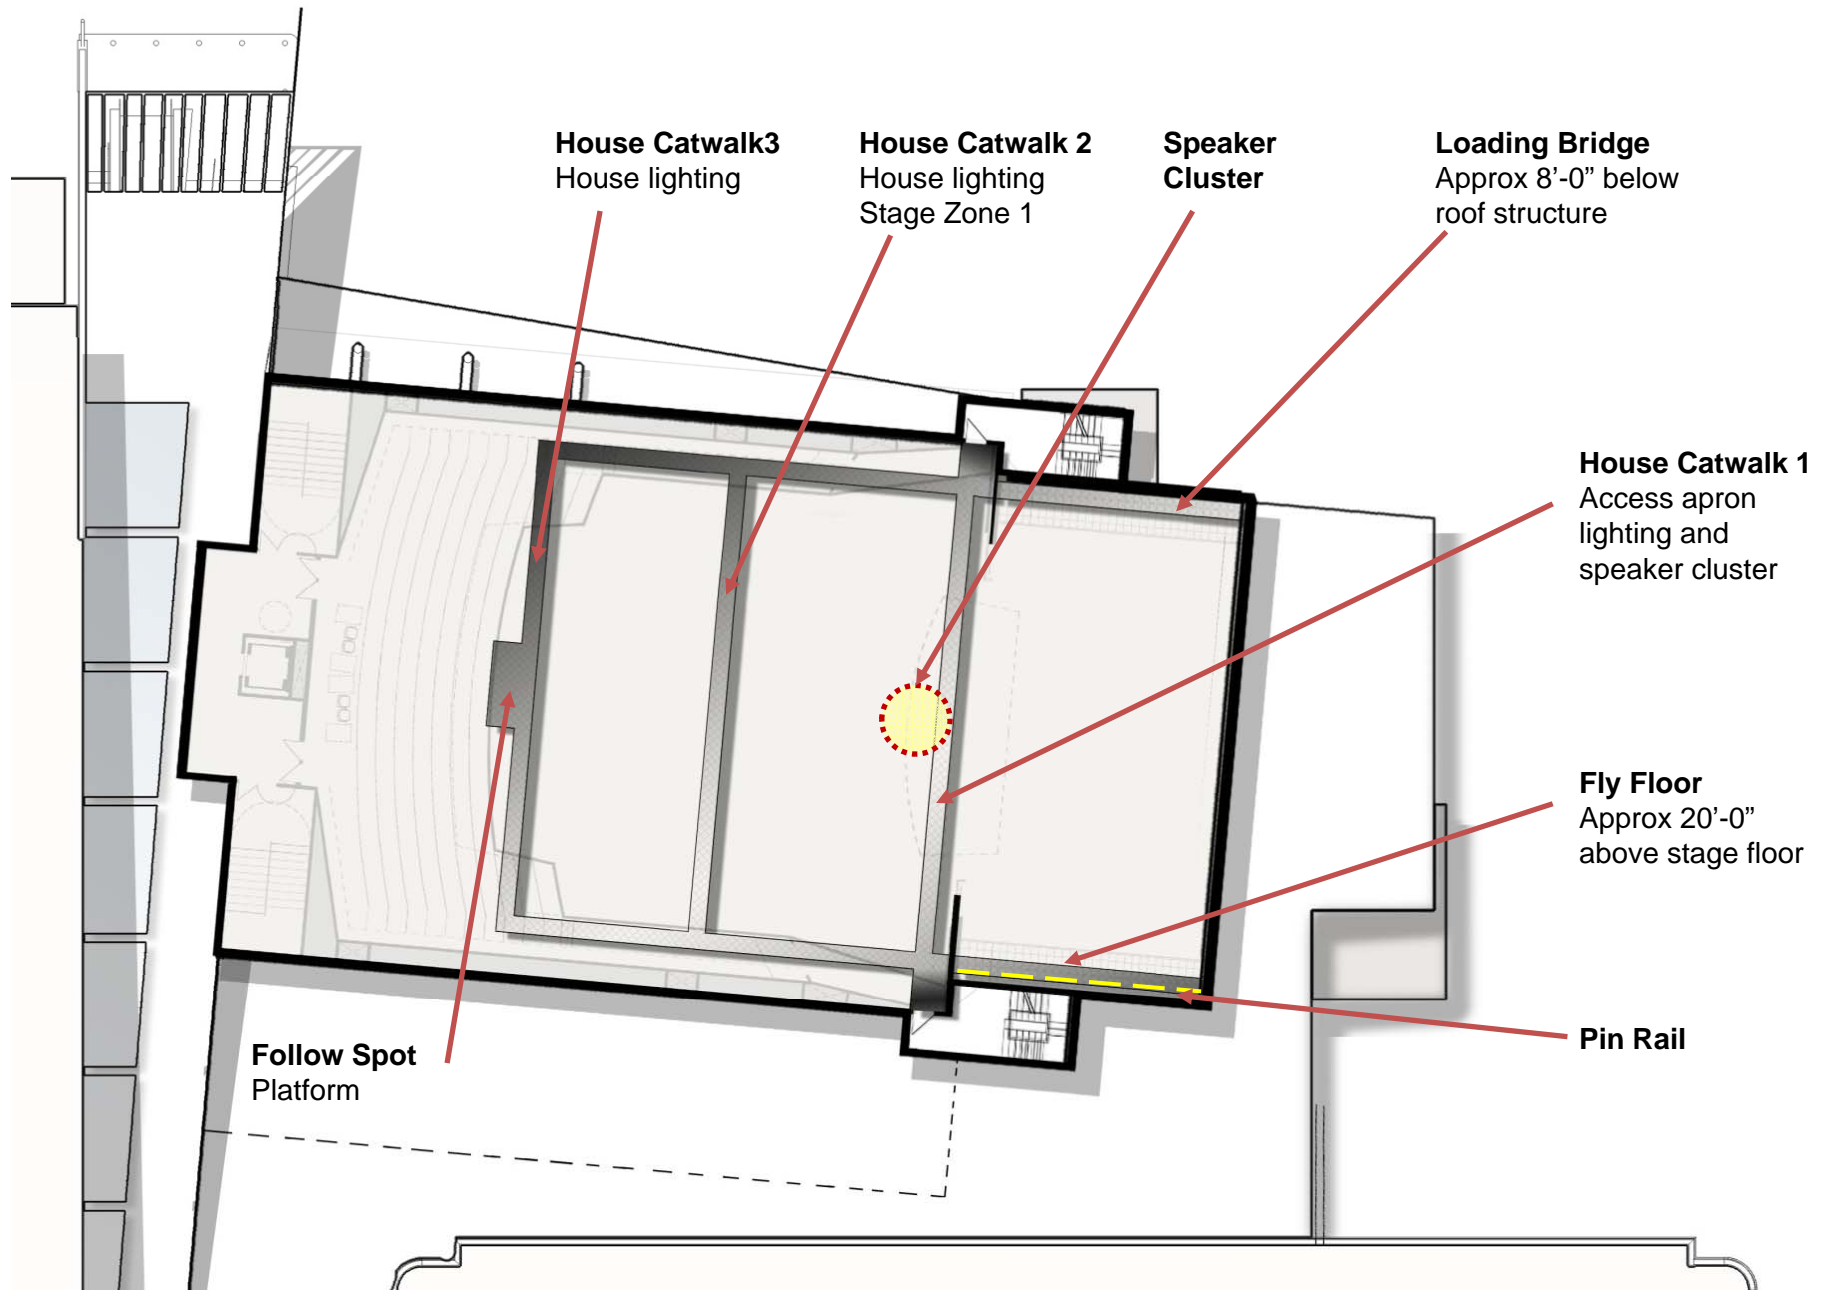 House Catwalk3
House lighting
House Catwalk 2
House lighting
Stage Zone 1
Speaker
Cluster
Loading Bridge
Approx 8’-0” below
roof structure
House Catwalk 1
Access apron
lighting and
speaker cluster
Fly Floor
Approx 20’-0”
above stage floor
Pin Rail
Follow Spot
Platform